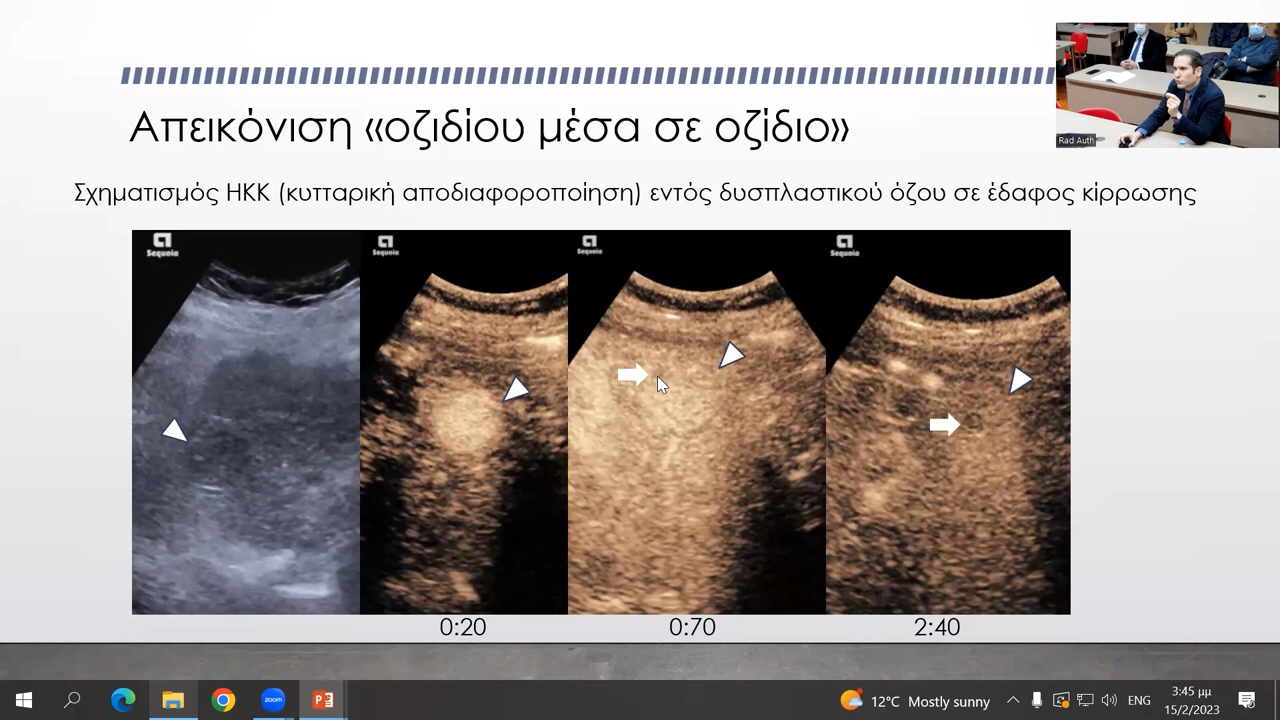 Απεικόνιση «οζιδίου μέσα σε οζίδιο»
Rad Auth
Σχηματισμός ΗΚΚ (κυτταρική αποδιαφοροποίηση) εντός δυσπλαστικού όζου σε έδαφος κίρρωσης
Sequoia
Sequoia
Sequoia
Sequoia
0:20
0:70
2:40
zoom
12°C Mostly sunny
ENG
3:45 μμ
15/2/2023